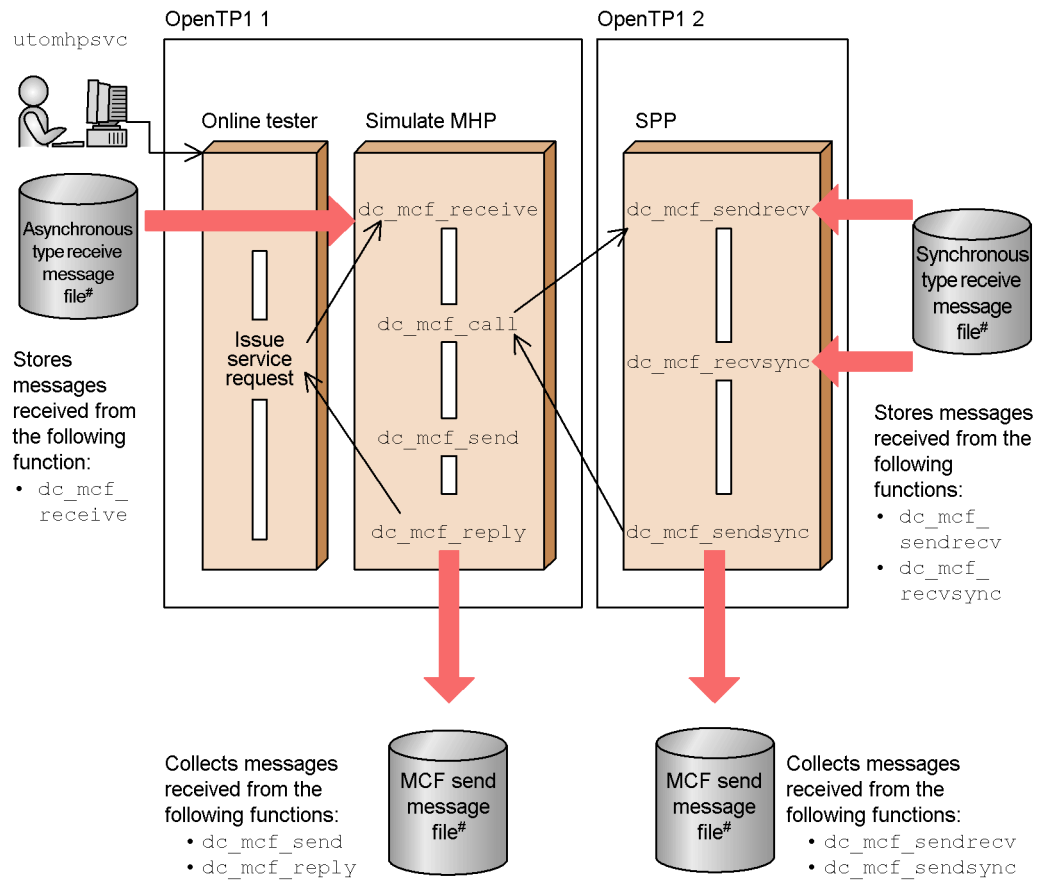 OpenTP1 1
OpenTP1 2
utomhpsvc
Online tester
Simulate MHP
SPP
Asynchronous
type receive
message
file#
dc_mcf_receive
dc_mcf_sendrecv
Synchronous
type receive
message
file#
Issue
service
request
dc_mcf_call
dc_mcf_recvsync
dc_mcf_send
dc_mcf_reply
dc_mcf_sendsync
Stores
messages
received from
the following
function:
• dc_mcf_
receive
Stores messages
received from the
following
functions:
• dc_mcf_
sendrecv
• dc_mcf_
recvsync
Collects messages
received from the
following functions:
• dc_mcf_send
• dc_mcf_reply
MCF send
message
file#
MCF send
message
file#
Collects messages
received from the
following functions:
• dc_mcf_sendrecv
• dc_mcf_sendsync